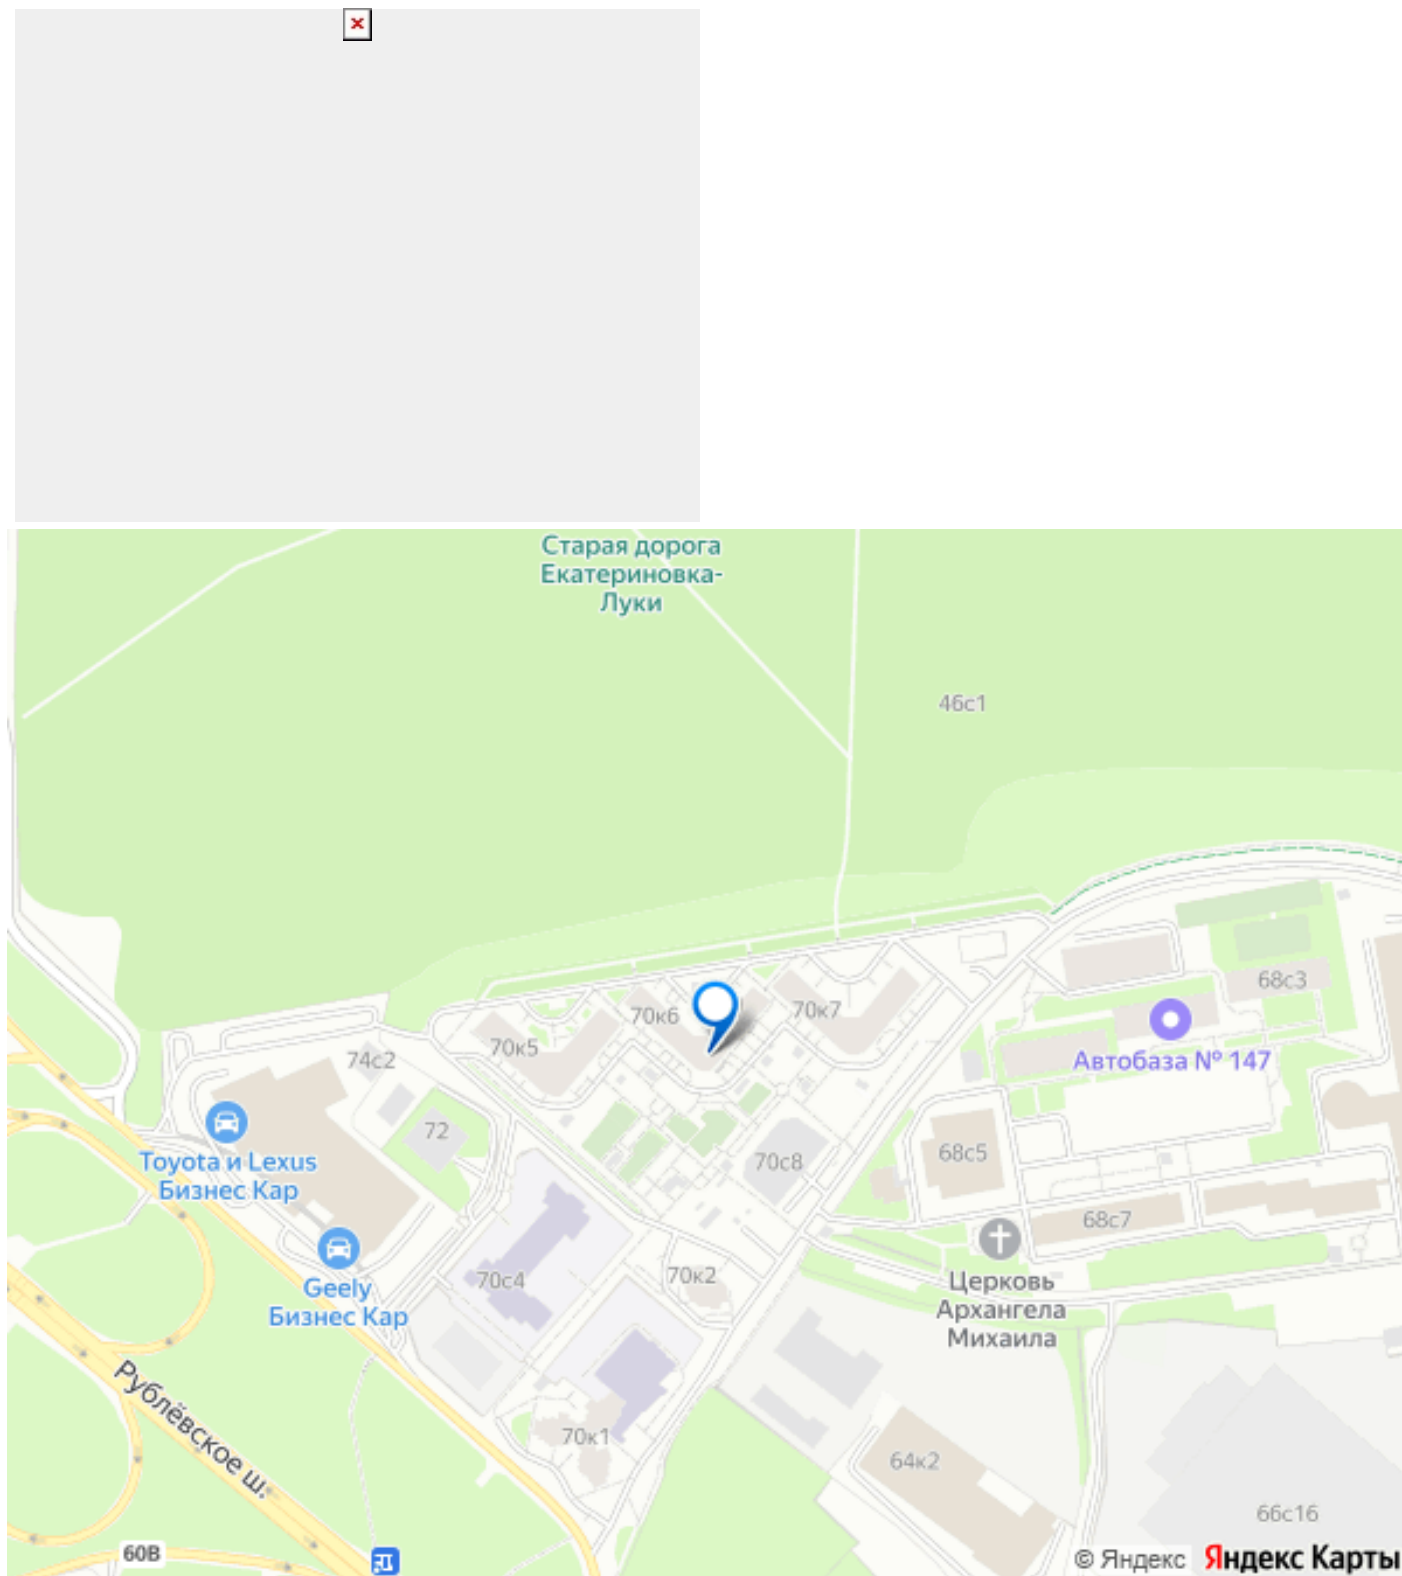 Старая дорога
Екатериновка-
Луки
46с1
68с3
70к6
70к7
70к5
74с2
Автобаза № 147
72
Toyota и Lexus
Бизнес Кар
70с8
68с5
68с7
70с4
70к2
Geely
Бизнес Кар
Церковь
Архангела
Михаила
Рублёвское ш.
70к1
64к2
66с16
60В
© Яндекс Яндекс Карты